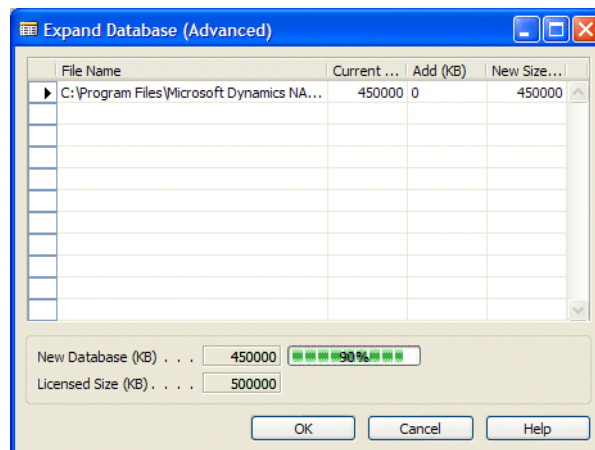 Expand Database (Advanced)
File Name Current ... Add (KB) New Size...
C:\Program Files\Microsoft Dynamics NA... 450000 0 450000
New Database (KB) . . . 450000 90%
Licensed Size (KB) . . . . 500000
OK Cancel Help